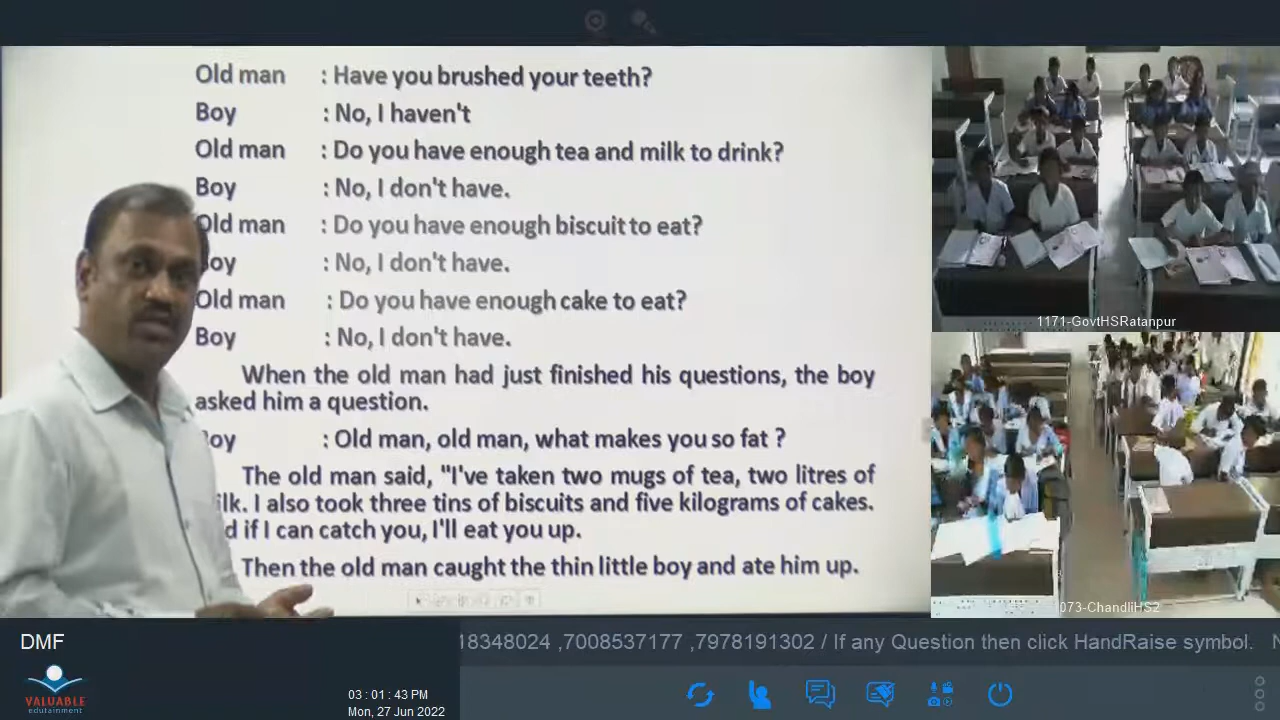 Old man : Have you brushed your teeth?
Boy : No, I haven't
Old man : Do you have enough tea and milk to drink?
Boy : No, I don't have.
Old man : Do you have enough biscuit to eat?
oy : No, I don't have.
Old man : Do you have enough cake to eat?
Boy : No, I don't have.
When the old man had just finished his questions, the boy
asked him a question.
oy : Old man, old man, what makes you so fat ?
The old man said, "I've taken two mugs of tea, two litres of
ilk. I also took three tins of biscuits and five kilograms of cakes.
d if I can catch you, I'll eat you up.
Then the old man caught the thin little boy and ate him up.
1171-GovtHSRatanpur
073-ChandliHS2
DMF
18348024 ,7008537177 ,7978191302 / If any Question then click HandRaise symbol.
VALUABLE
edutainment
03 : 01 : 43 PM
Mon, 27 Jun 2022